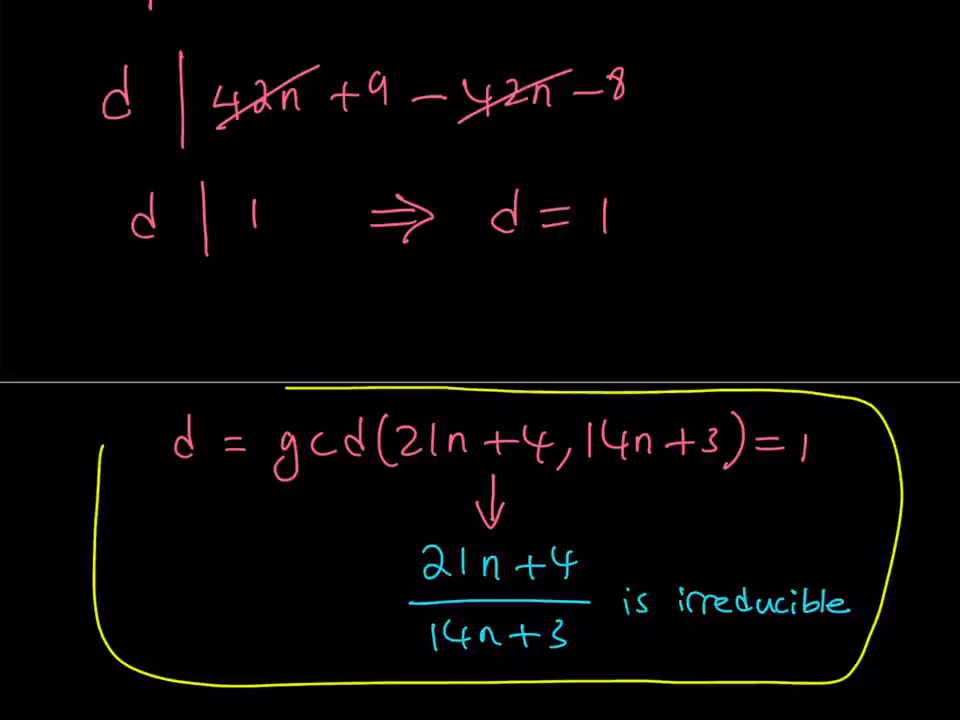 d | 42n + 9 - 42n - 8
d | 1 ⇒ d = 1
d = gcd(21n + 4, 14n + 3) = 1
↓
21n + 4
14n + 3
is irreducible